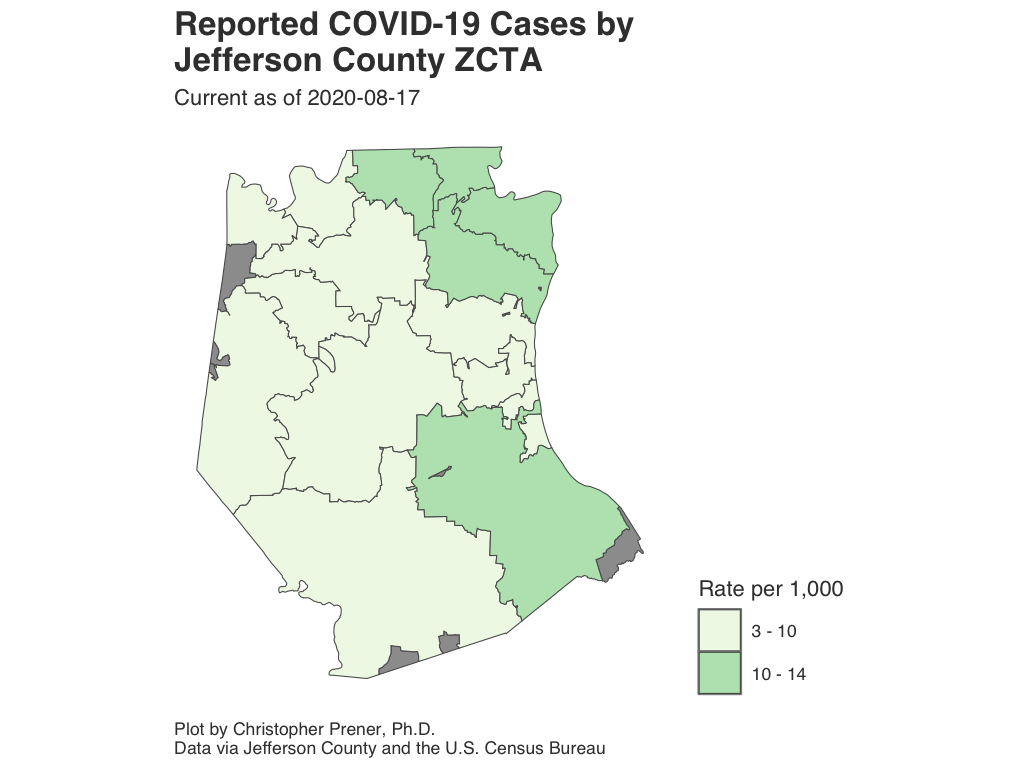 Reported COVID-19 Cases by
Jefferson County ZCTA
Current as of 2020-08-17
Rate per 1,000
3 - 10
10 - 14
Plot by Christopher Prener, Ph.D.
Data via Jefferson County and the U.S. Census Bureau